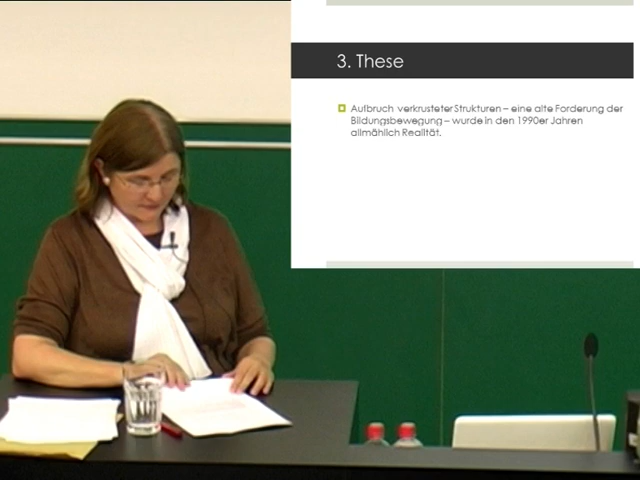 3. These
Aufbruch verkrusteter Strukturen – eine alte Forderung der
Bildungsbewegung – wurde in den 1990er Jahren
allmählich Realität.